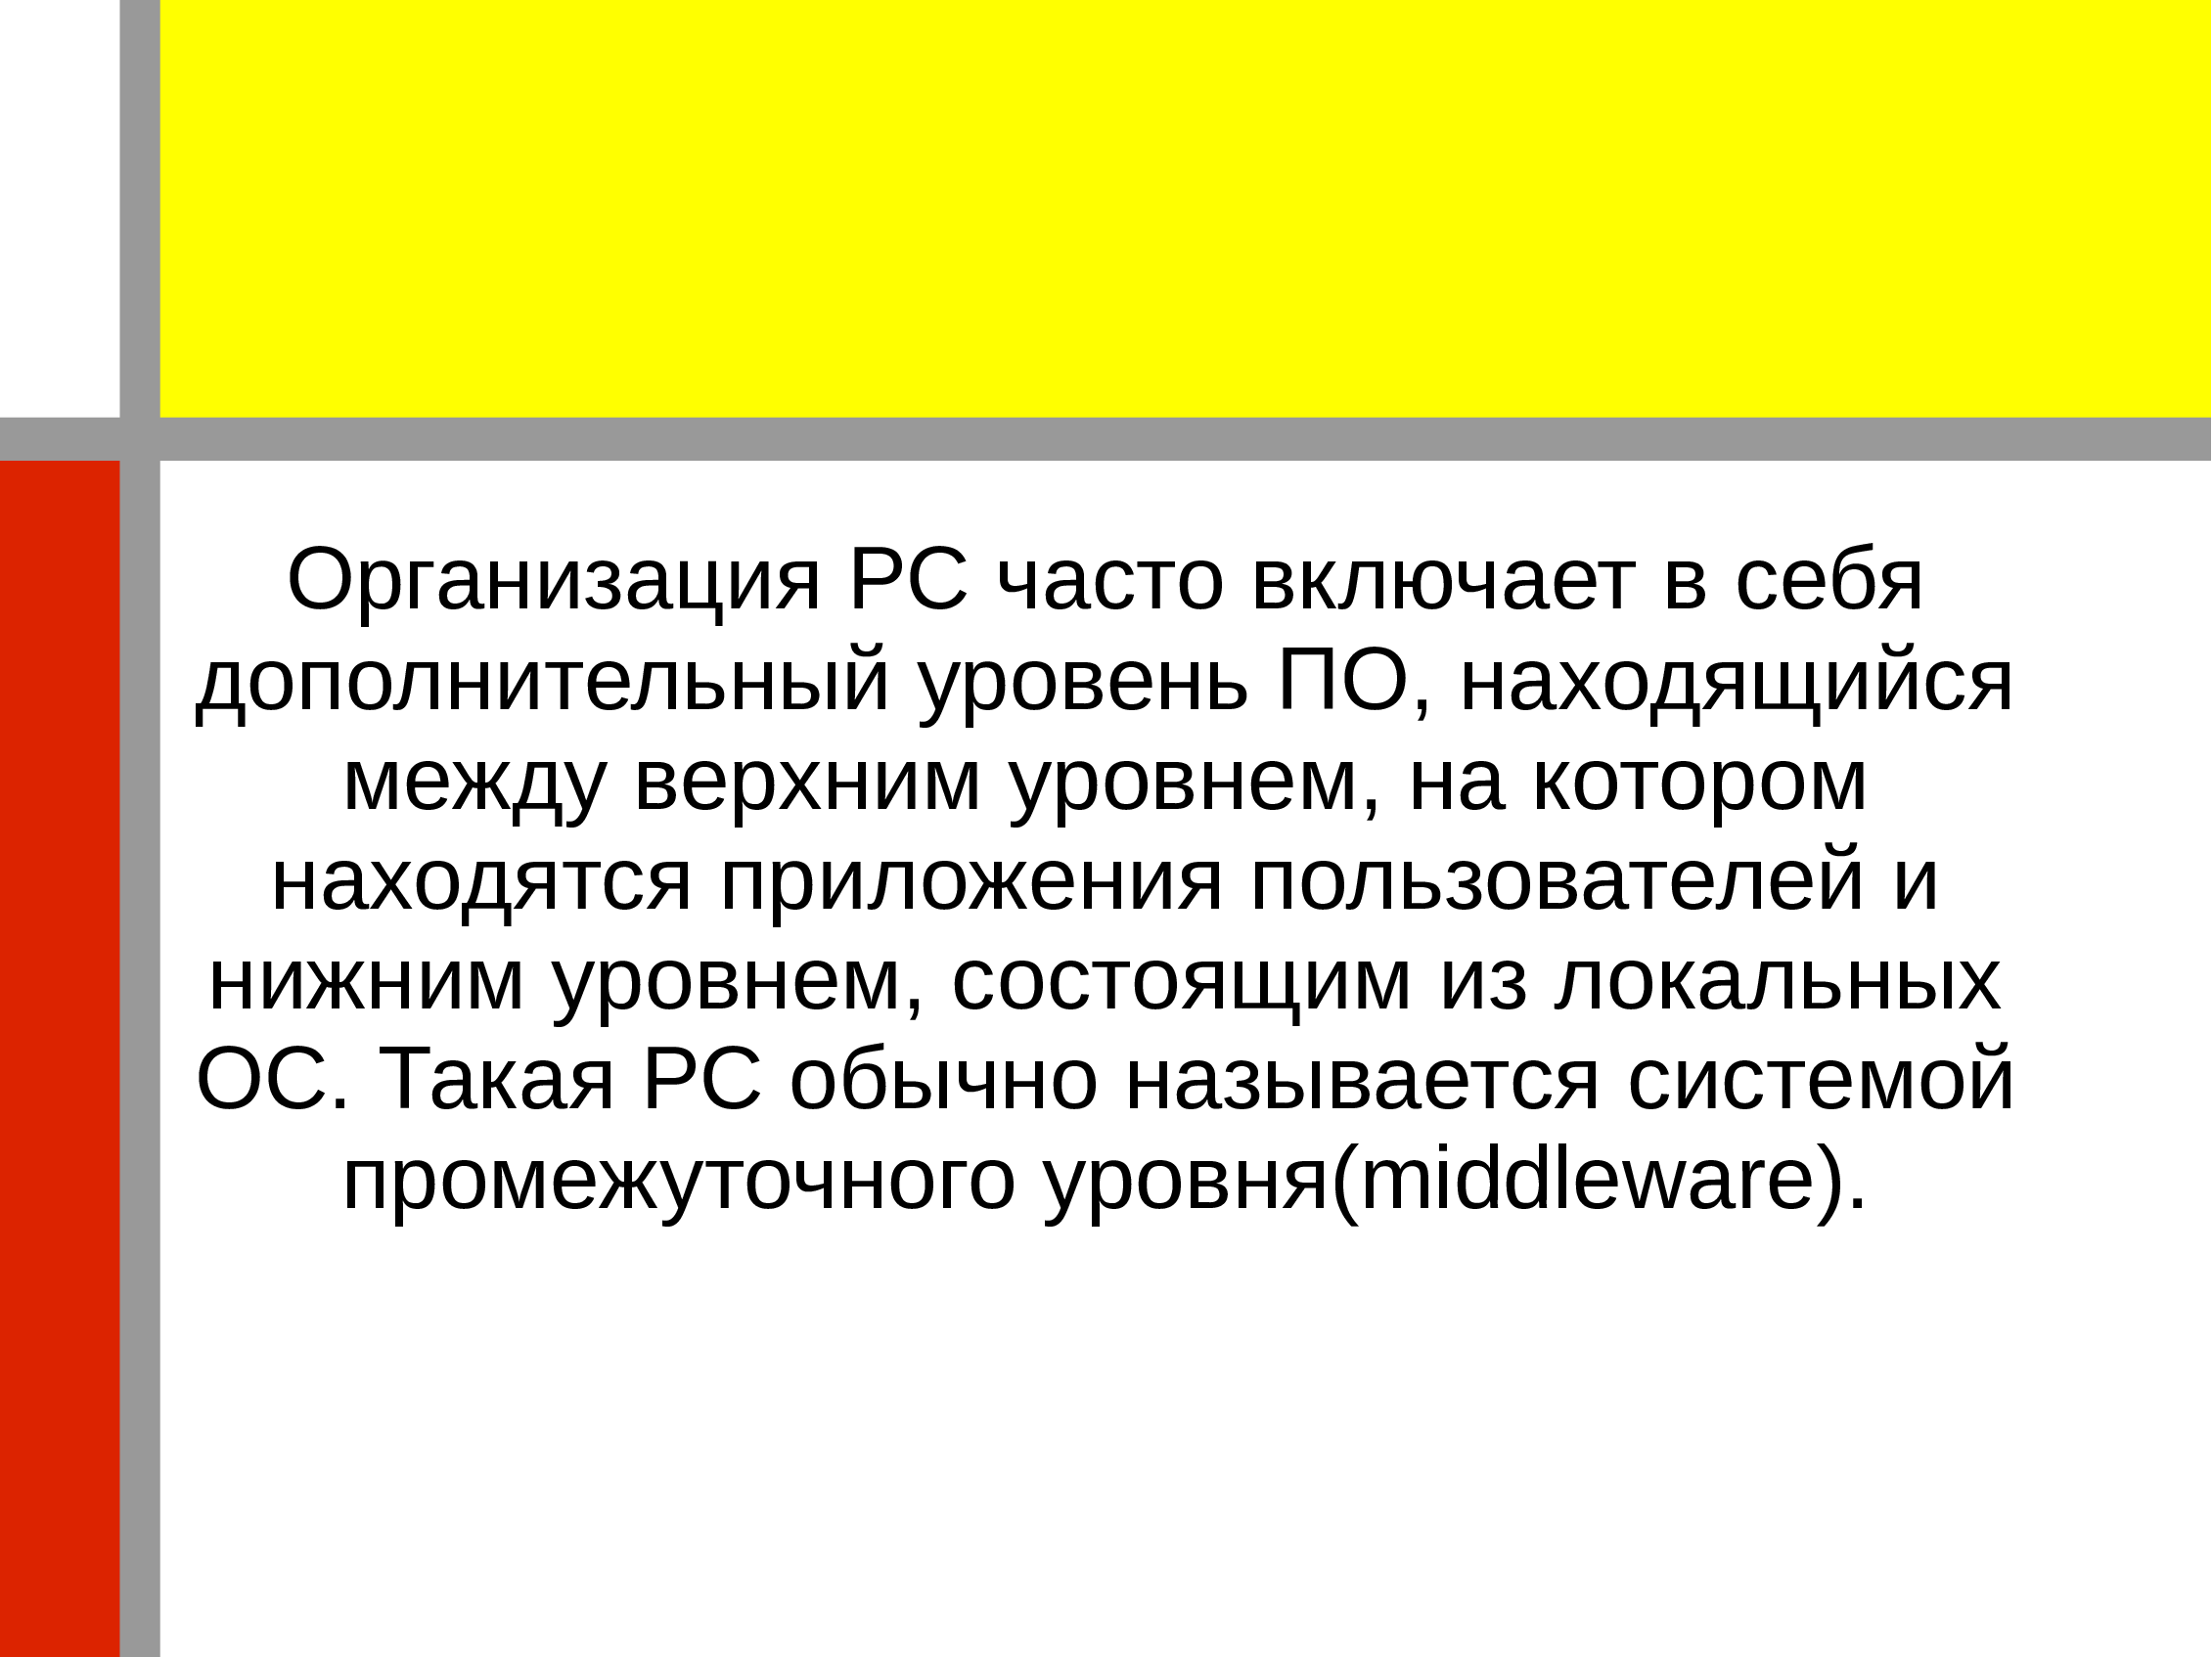 Организация РС часто включает в себя
дополнительный уровень ПО, находящийся
между верхним уровнем, на котором
находятся приложения пользователей и
нижним уровнем, состоящим из локальных
ОС. Такая РС обычно называется системой
промежуточного уровня(middleware).